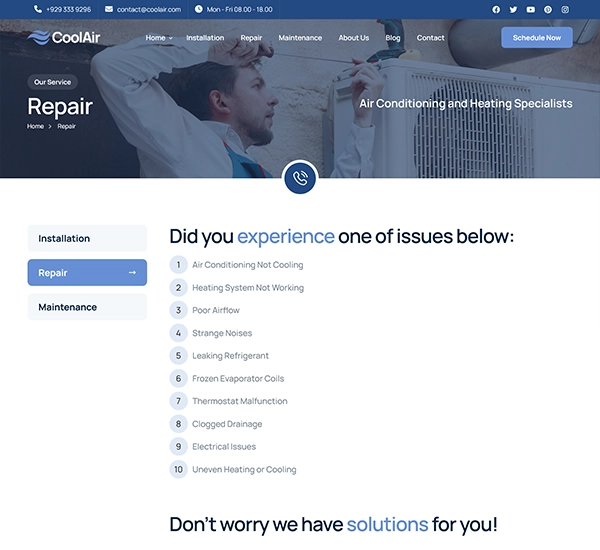 +929 333 9296 contact@coolair.com Mon - Fri 08.00 - 18.00
CoolAir Home Installation Repair Maintenance About Us Blog Contact Schedule Now
Our Service
Repair
Air Conditioning and Heating Specialists
Home > Repair
Installation
Repair →
Maintenance
Did you experience one of issues below:
1 Air Conditioning Not Cooling
2 Heating System Not Working
3 Poor Airflow
4 Strange Noises
5 Leaking Refrigerant
6 Frozen Evaporator Coils
7 Thermostat Malfunction
8 Clogged Drainage
9 Electrical Issues
10 Uneven Heating or Cooling
Don't worry we have solutions for you!